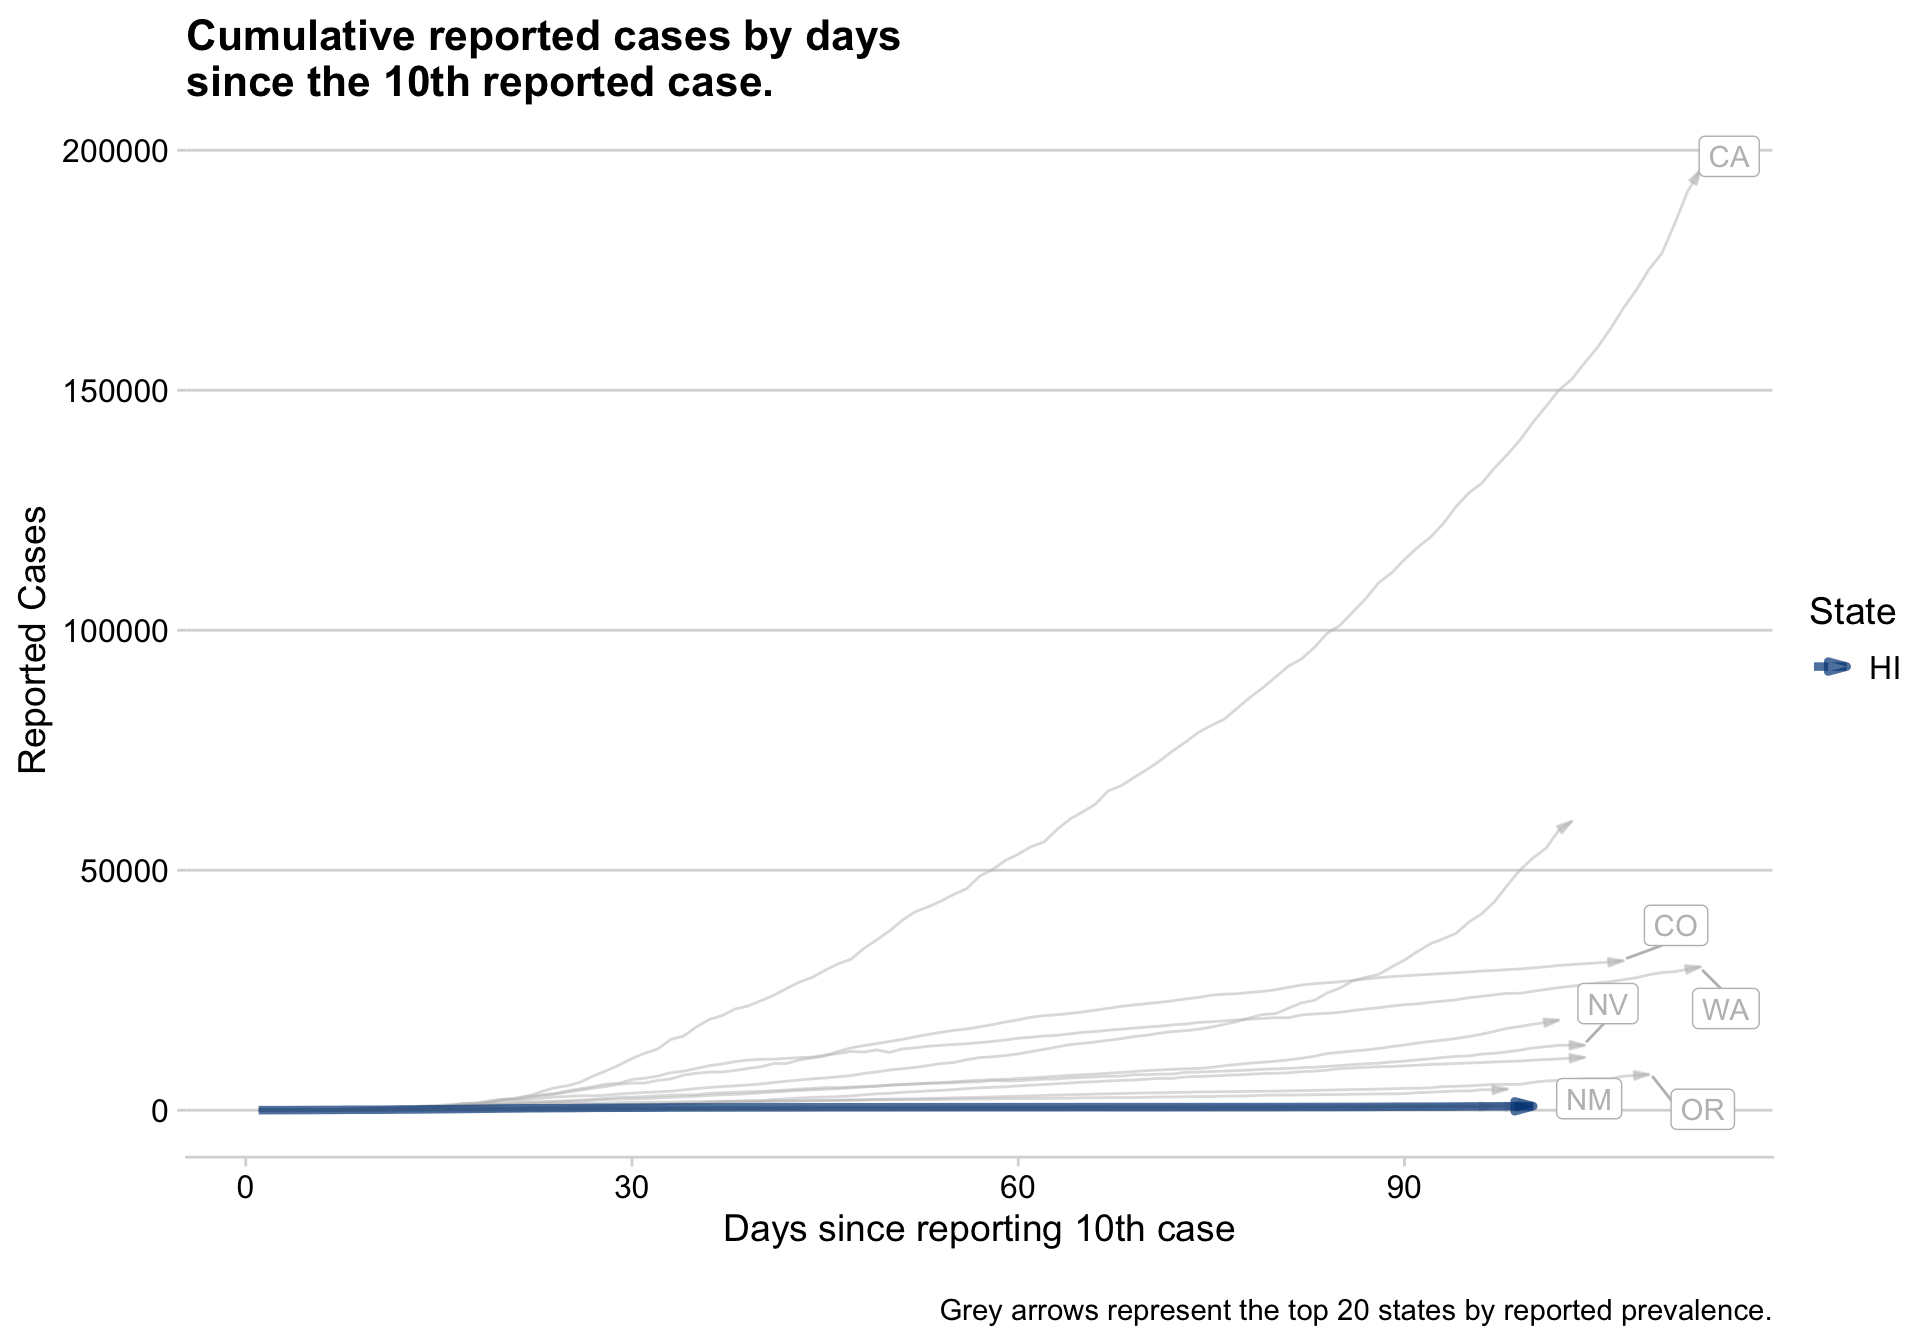 Cumulative reported cases by days
since the 10th reported case.
200000
150000
100000
50000
0
Reported Cases
CA
CO
NV
WA
NM
OR
State
HI
0 30 60 90
Days since reporting 10th case
Grey arrows represent the top 20 states by reported prevalence.